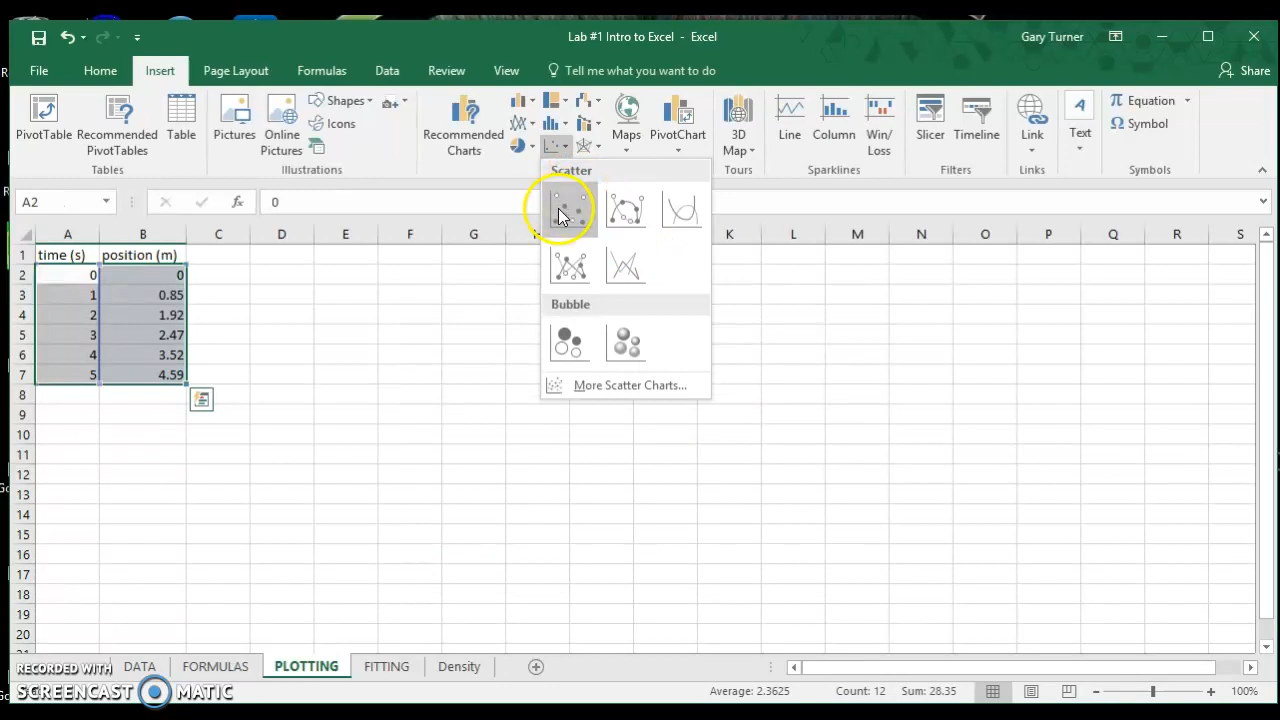 Lab #1 Intro to Excel - Excel
Gary Turner
File Home Insert Page Layout Formulas Data Review View Tell me what you want to do
Share
PivotTable
Recommended PivotTables
Table
Tables
Pictures
Online Pictures
Shapes
Icons
Illustrations
Recommended Charts
Maps
PivotChart
3D Map
Tours
Line
Column
Win/Loss
Sparklines
Slicer
Timeline
Filters
Link
Links
Text
Equation
Symbol
Symbols
Scatter
Bubble
More Scatter Charts...
A2
fx
0
A B C D E F G K L M N O P Q R S
1 time (s) position (m)
2 0 0
3 1 0.85
4 2 1.92
5 3 2.47
6 4 3.52
7 5 4.59
8
9
10
11
12
13
14
15
16
17
18
19
20
DATA FORMULAS PLOTTING FITTING Density
RECORDED WITH
SCREENCAST MATIC
Average: 2.3625 Count: 12 Sum: 28.35
100%